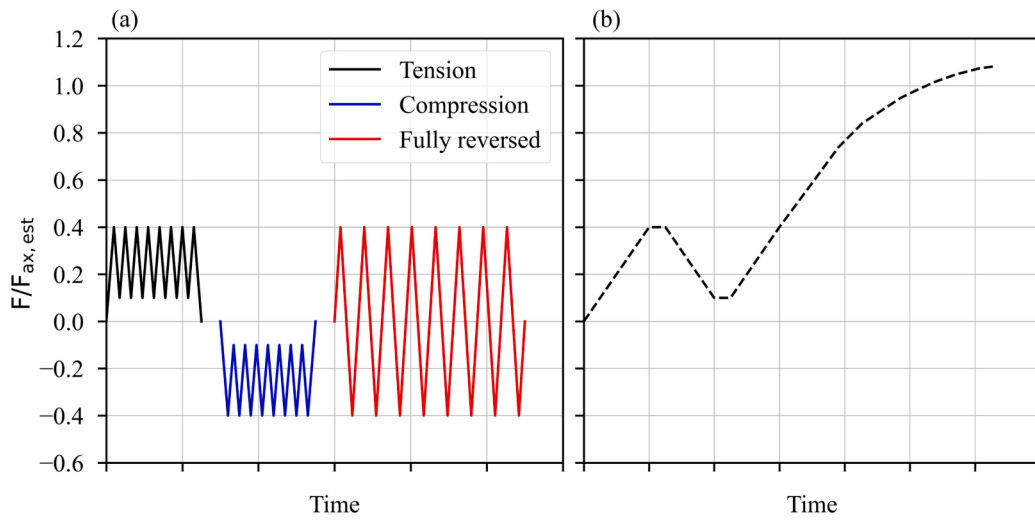 (a)
(b)
1.2
1.0
0.8
0.6
0.4
0.2
0.0
−0.2
−0.4
−0.6
F/F_ax, est
Tension
Compression
Fully reversed
Time
Time